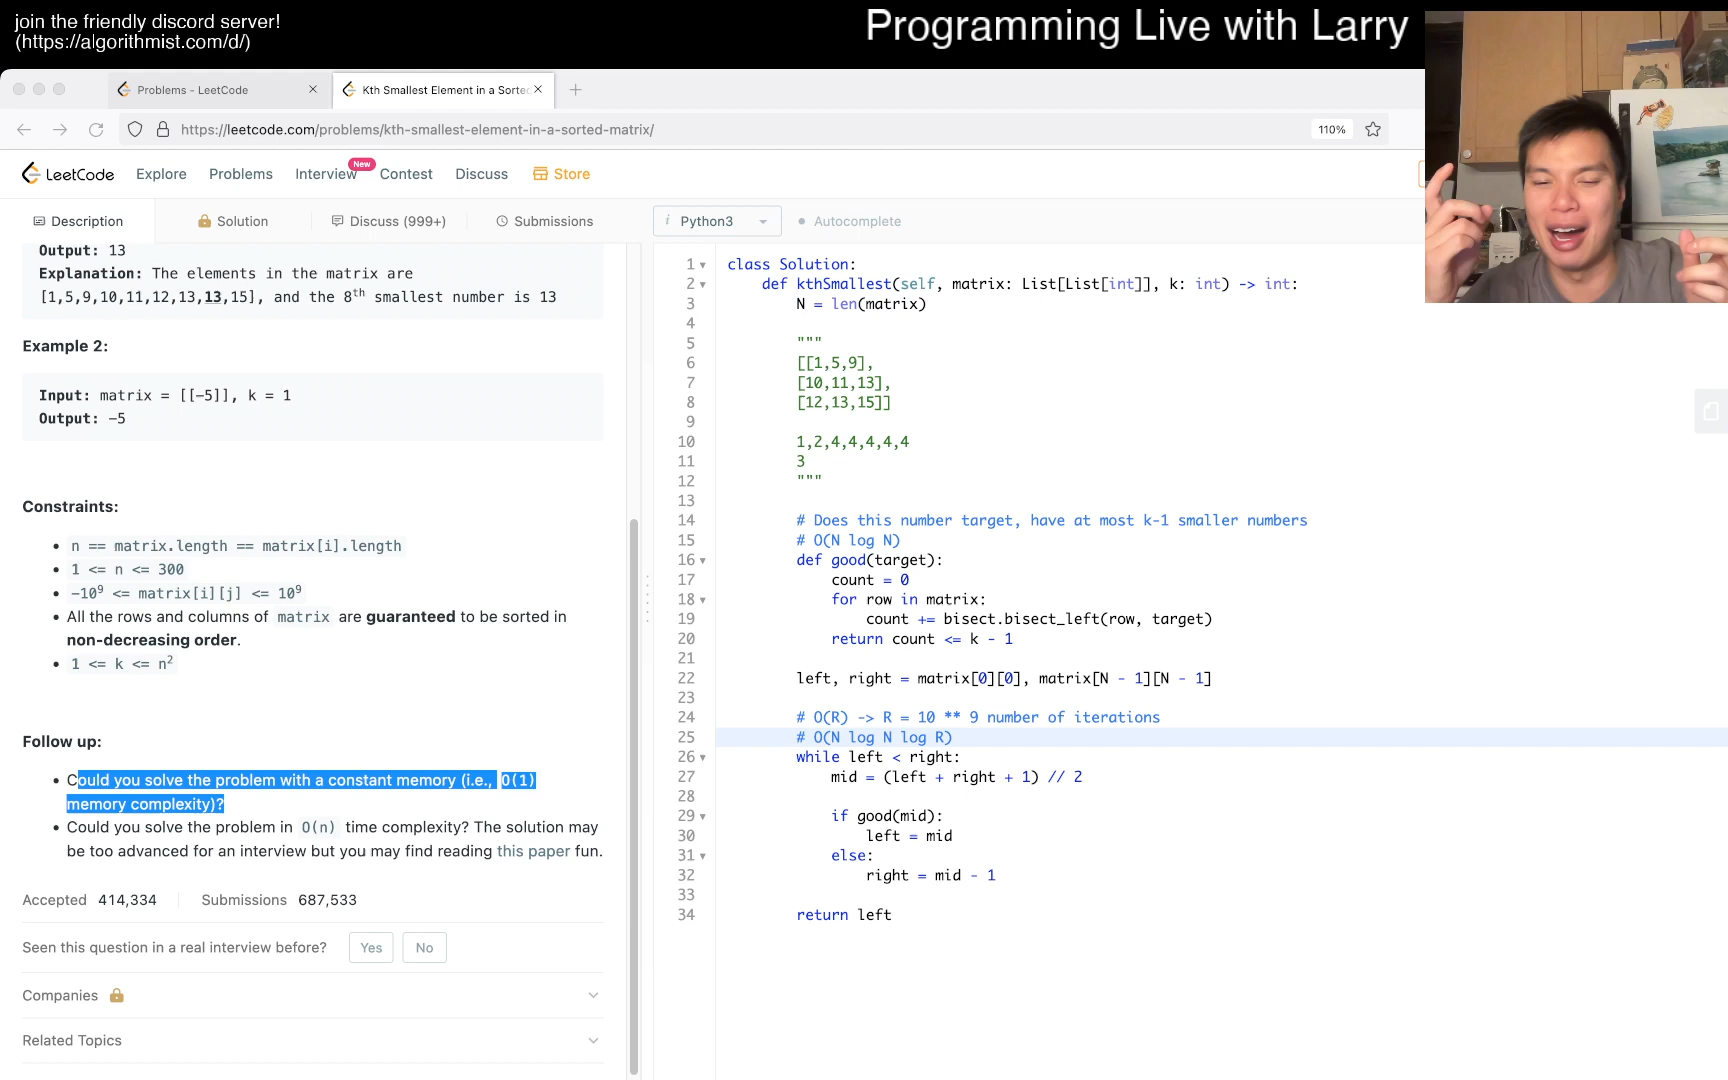 join the friendly discord server!
(https://algorithmist.com/d/)
Programming Live with Larry
Problems - LeetCode
Kth Smallest Element in a Sorte
https://leetcode.com/problems/kth-smallest-element-in-a-sorted-matrix/
110%
LeetCode
Explore
Problems
Interview
New
Contest
Discuss
Store
Description
Solution
Discuss (999+)
Submissions
i Python3
Autocomplete
Output: 13
Explanation: The elements in the matrix are
[1,5,9,10,11,12,13,13,15], and the 8th smallest number is 13
Example 2:
Input: matrix = [[-5]], k = 1
Output: -5
Constraints:
• n == matrix.length == matrix[i].length
• 1 <= n <= 300
• -10⁹ <= matrix[i][j] <= 10⁹
• All the rows and columns of matrix are guaranteed to be sorted in
non-decreasing order.
• 1 <= k <= n²
Follow up:
• Could you solve the problem with a constant memory (i.e., O(1)
memory complexity)?
• Could you solve the problem in O(n) time complexity? The solution may
be too advanced for an interview but you may find reading this paper fun.
Accepted 414,334
Submissions 687,533
Seen this question in a real interview before?
Yes
No
Companies
Related Topics
1 class Solution:
2 def kthSmallest(self, matrix: List[List[int]], k: int) -> int:
3 N = len(matrix)
4
5 """
6 [[1,5,9],
7 [10,11,13],
8 [12,13,15]]
9
10 1,2,4,4,4,4,4
11 3
12 """
13
14 # Does this number target, have at most k-1 smaller numbers
15 # O(N log N)
16 def good(target):
17 count = 0
18 for row in matrix:
19 count += bisect.bisect_left(row, target)
20 return count <= k - 1
21
22 left, right = matrix[0][0], matrix[N - 1][N - 1]
23
24 # O(R) -> R = 10 ** 9 number of iterations
25 # O(N log N log R)
26 while left < right:
27 mid = (left + right + 1) // 2
28
29 if good(mid):
30 left = mid
31 else:
32 right = mid - 1
33
34 return left